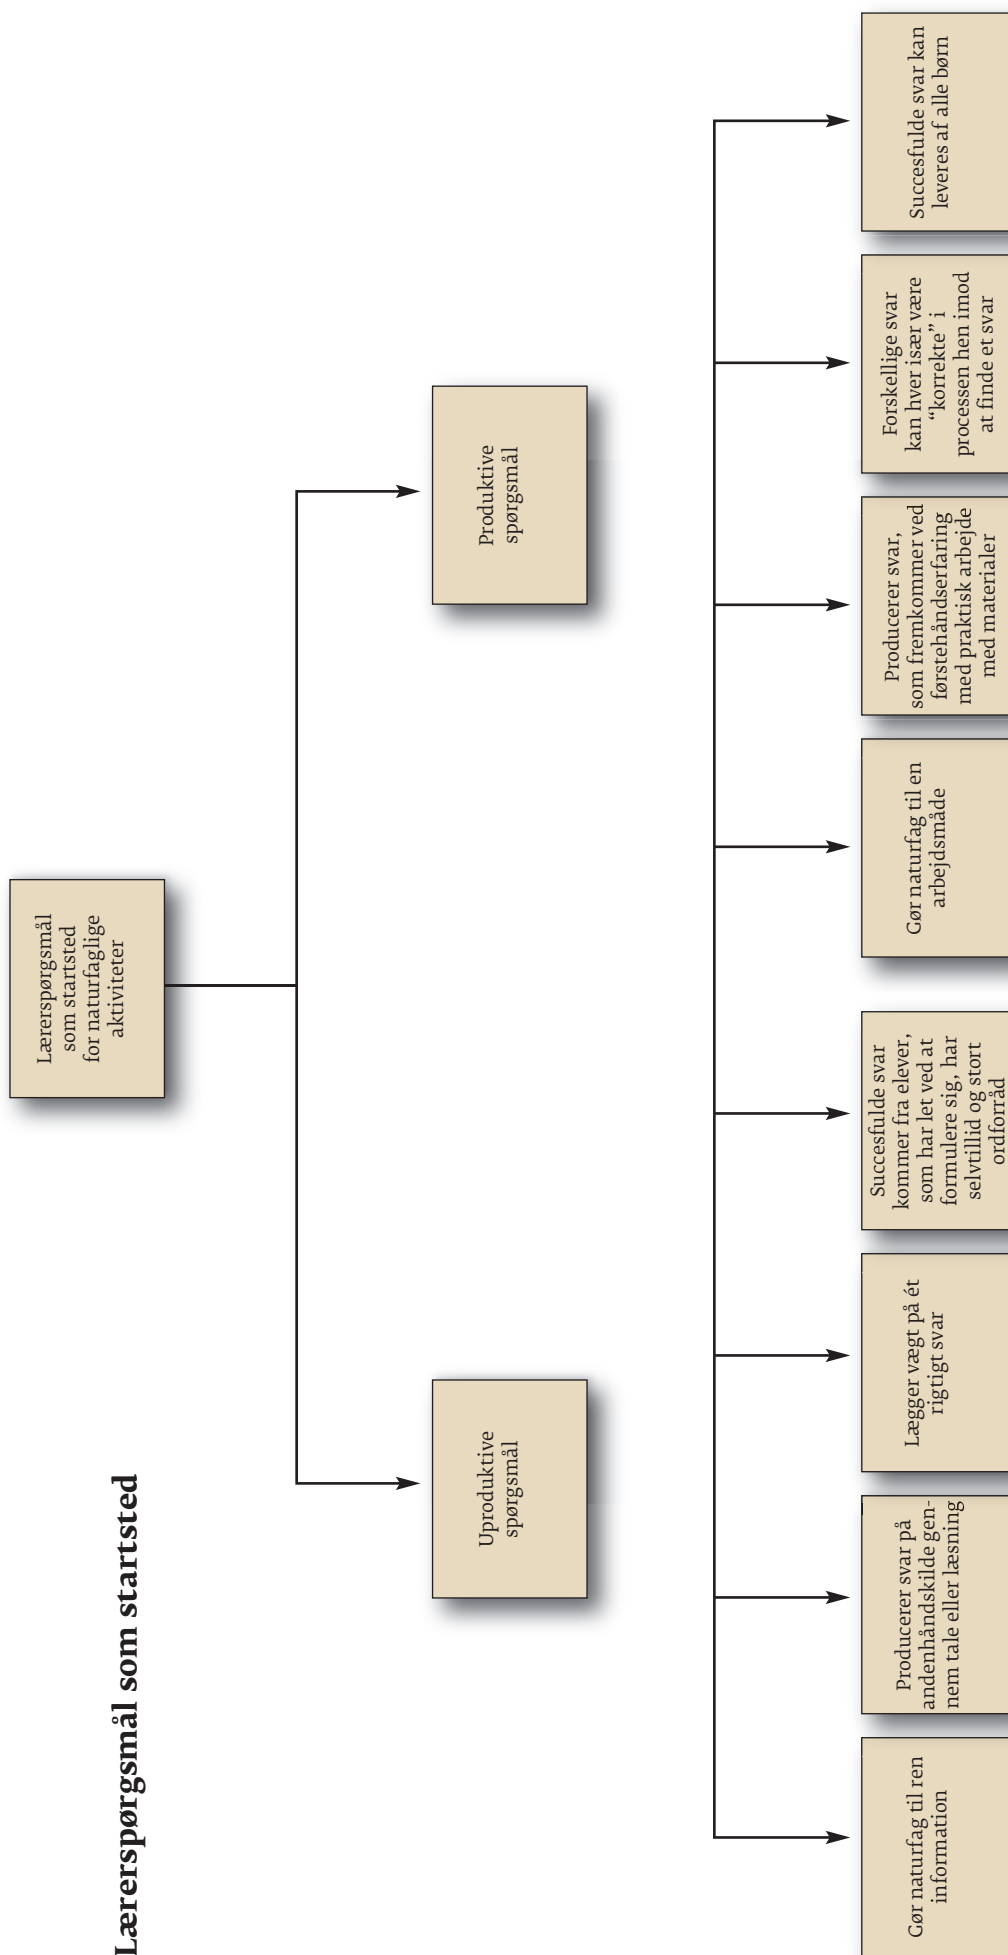 Lærerspørgsmål som startsted
Lærerspørgsmål
som startsted
for naturfaglige
aktiviteter
Uproduktive
spørgsmål
Produktive
spørgsmål
Gør naturfag til ren
information
Producerer svar på
andenhåndskilde gen-
nem tale eller læsning
Lægger vægt på ét
rigtigt svar
Succesfulde svar
kommer fra elever,
som har let ved at
formulere sig, har
selvtillid og stort
ordforråd
Gør naturfag til en
arbejdsmåde
Producerer svar,
som fremkommer ved
førstehåndserfaring
med praktisk arbejde
med materialer
Forskellige svar
kan hver især være
“korrekte” i
processen hen imod
at finde et svar
Succesfulde svar kan
leveres af alle børn